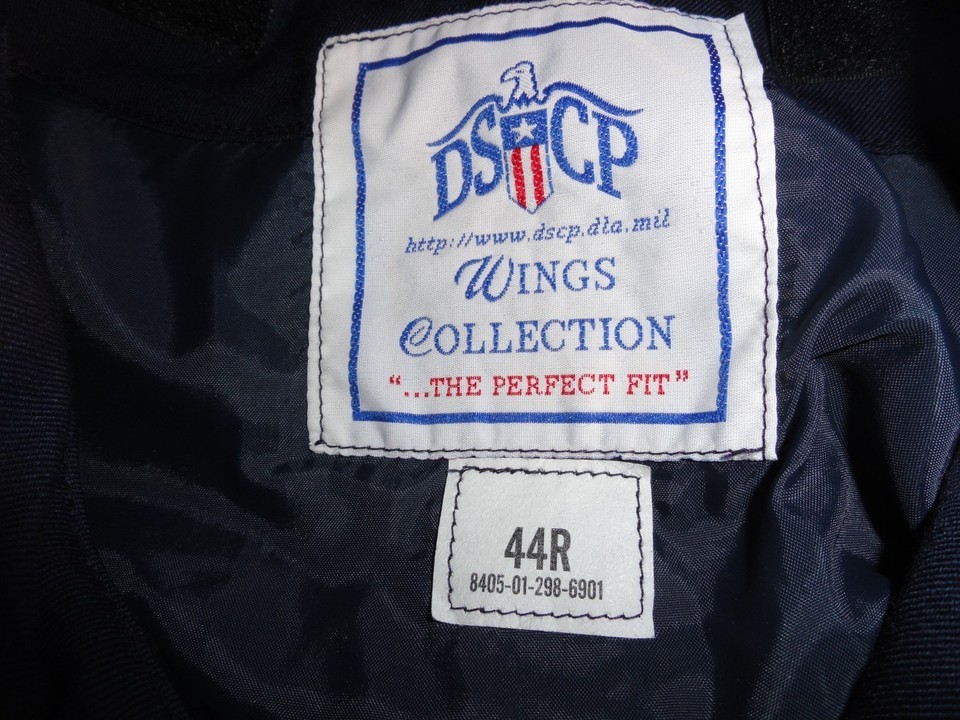 DSCP
http://www.dscp.dla.mil
WINGS
COLLECTION
"...THE PERFECT FIT"
44R
8405-01-298-6901